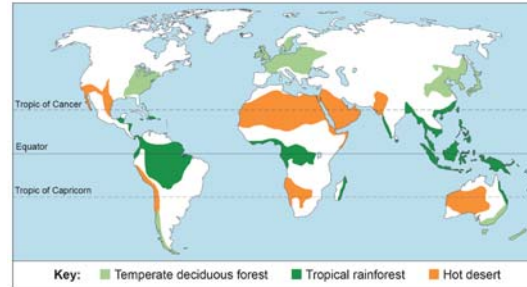 Tropic of Cancer
Equator
Tropic of Capricorn
Key: Temperate deciduous forest Tropical rainforest Hot desert